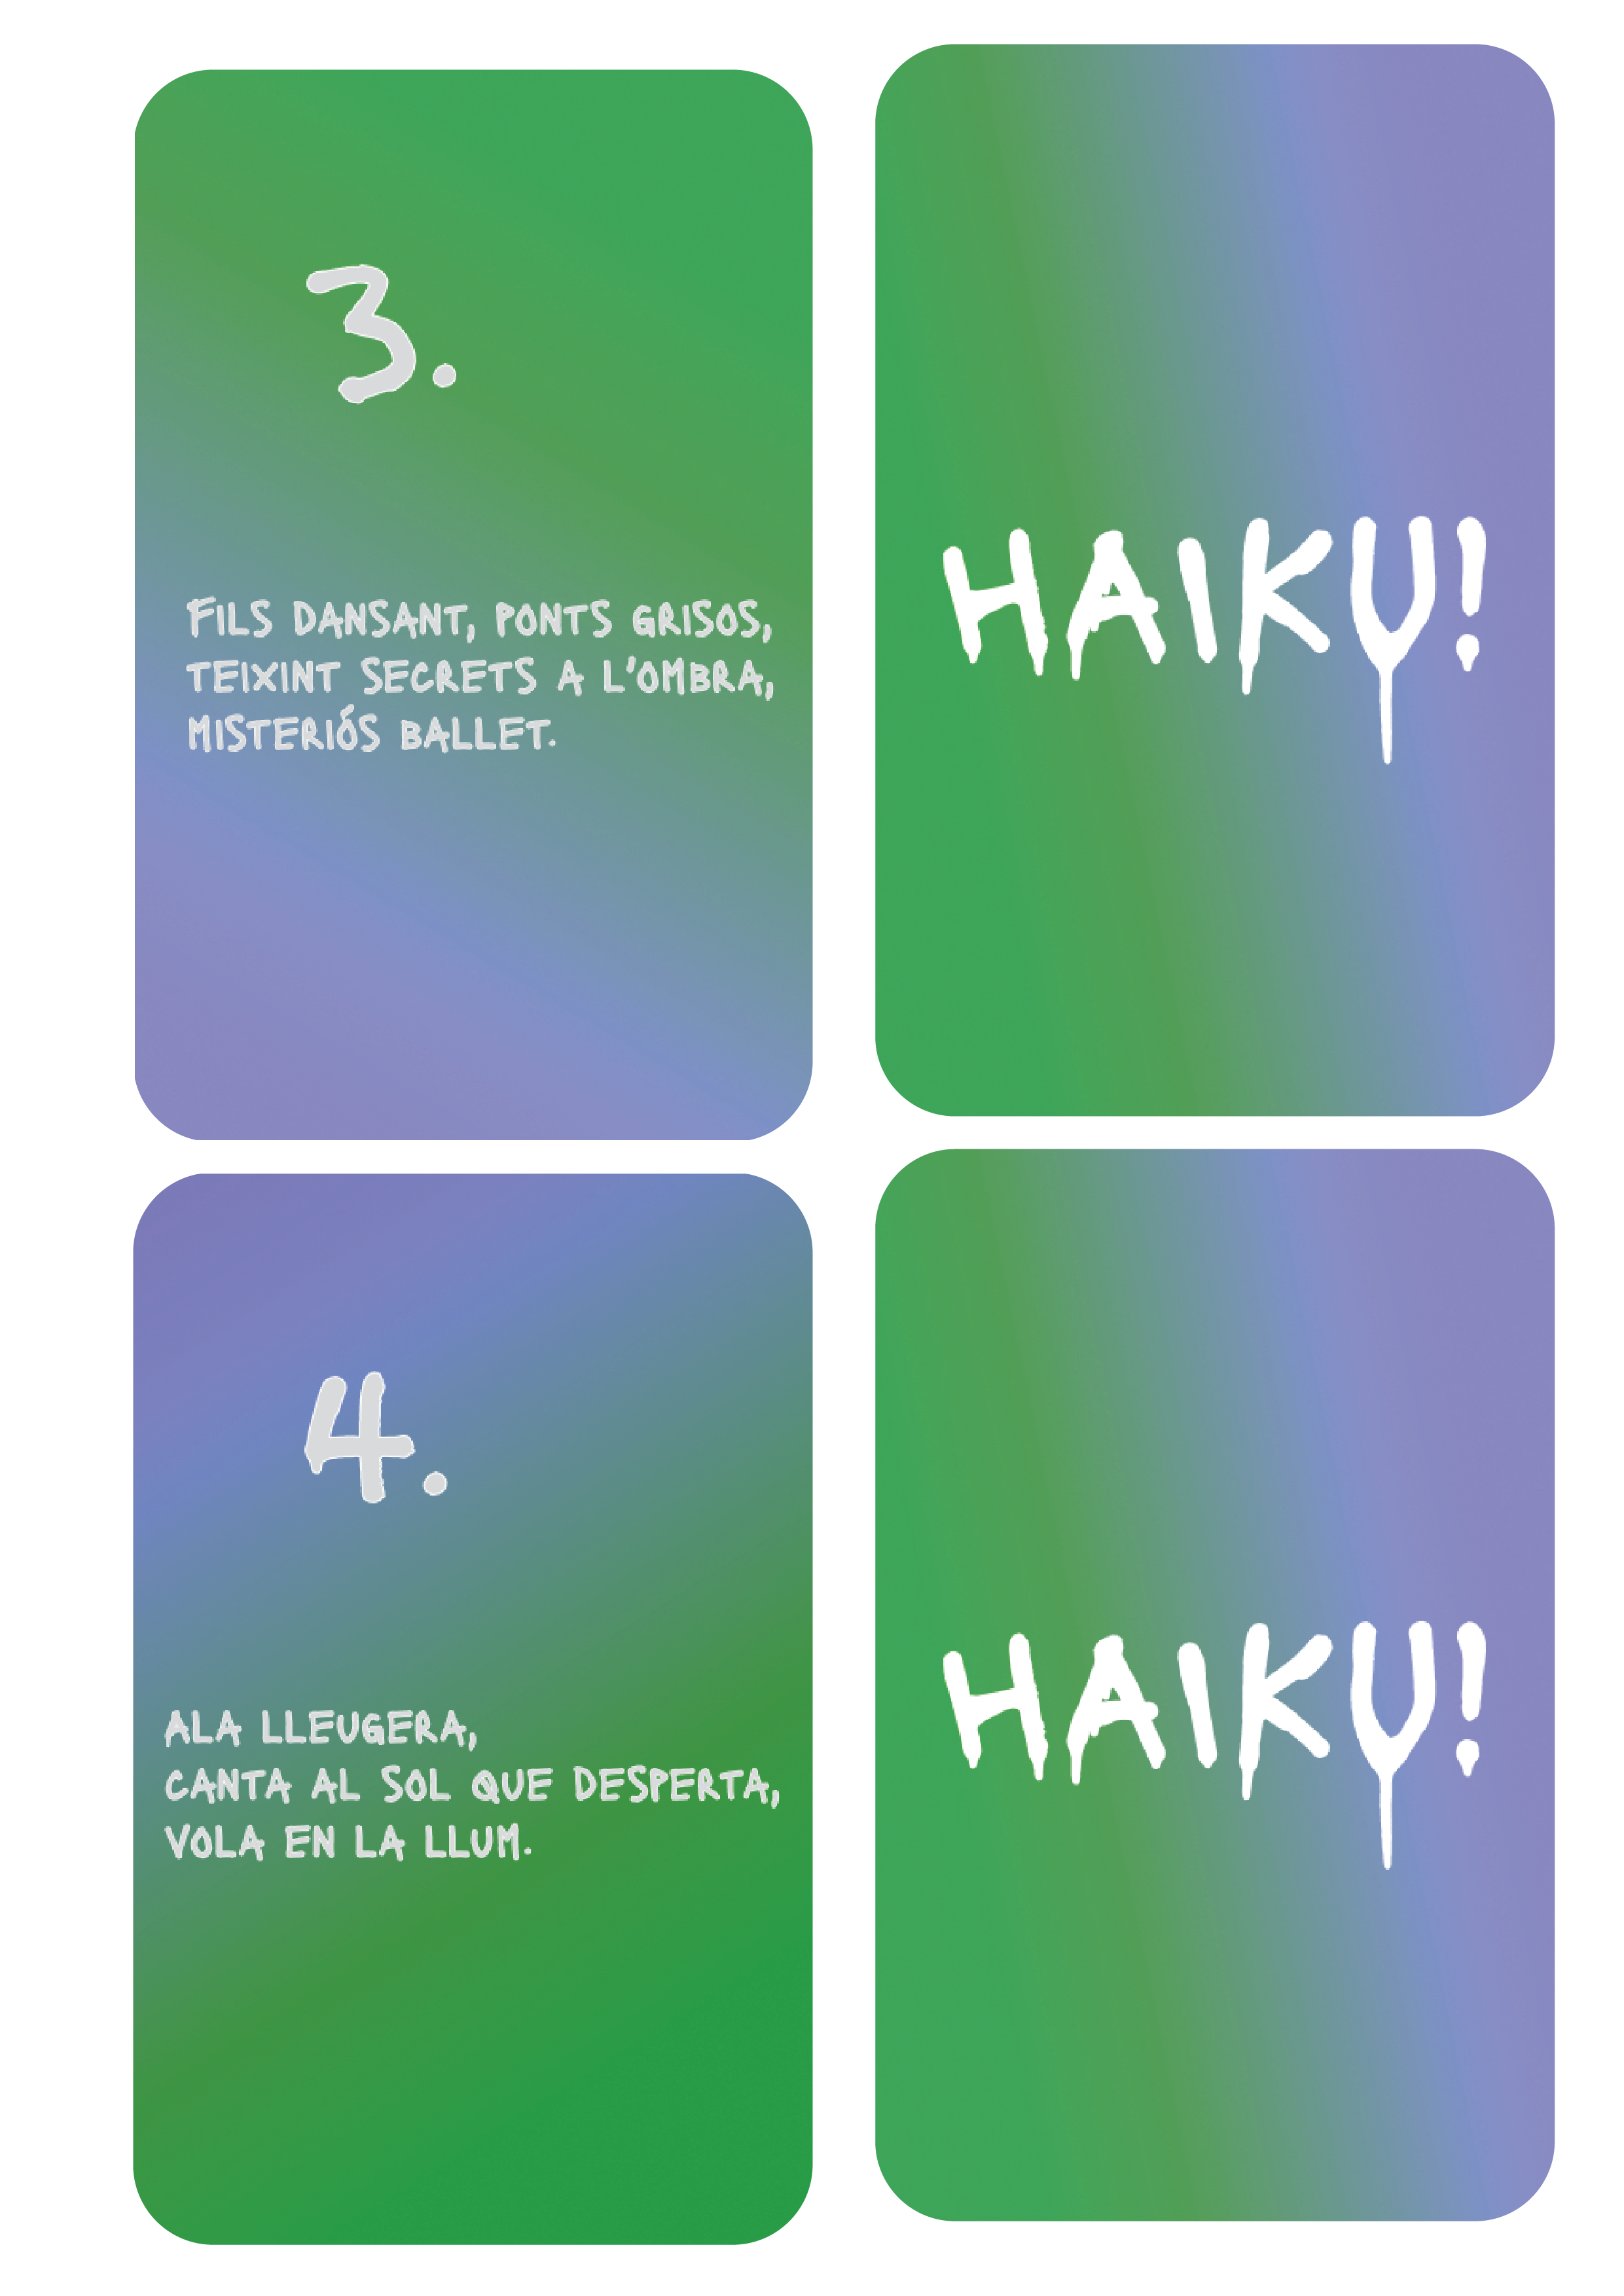 3.
FILS DANSANT, PONTS GRISOS,
TEIXINT SECRETS A L'OMBRA,
MISTERIÓS BALLET.
HAIKU!
4.
ALA LLEUGERA,
CANTA AL SOL QUE DESPERTA,
VOLA EN LA LLUM.
HAIKU!